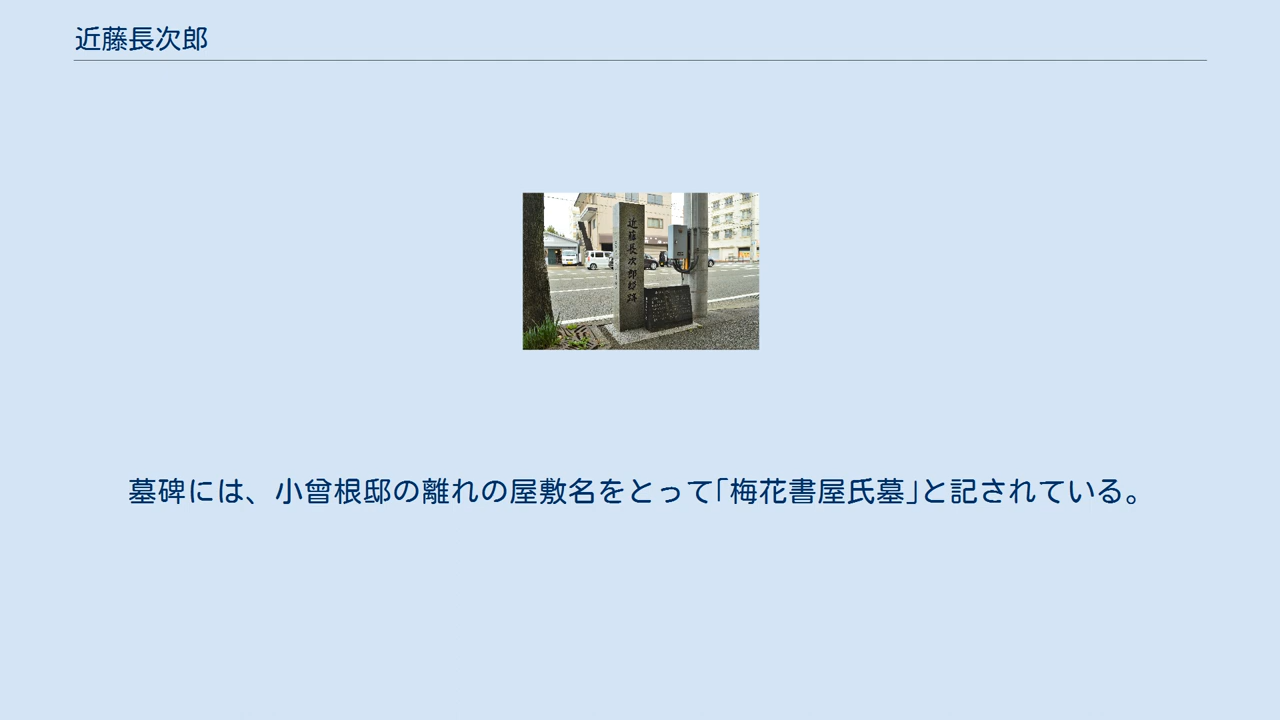 近藤長次郎
近藤長次郎邸跡
墓碑には、小曾根邸の離れの屋敷名をとって｢梅花書屋氏墓｣と記されている。